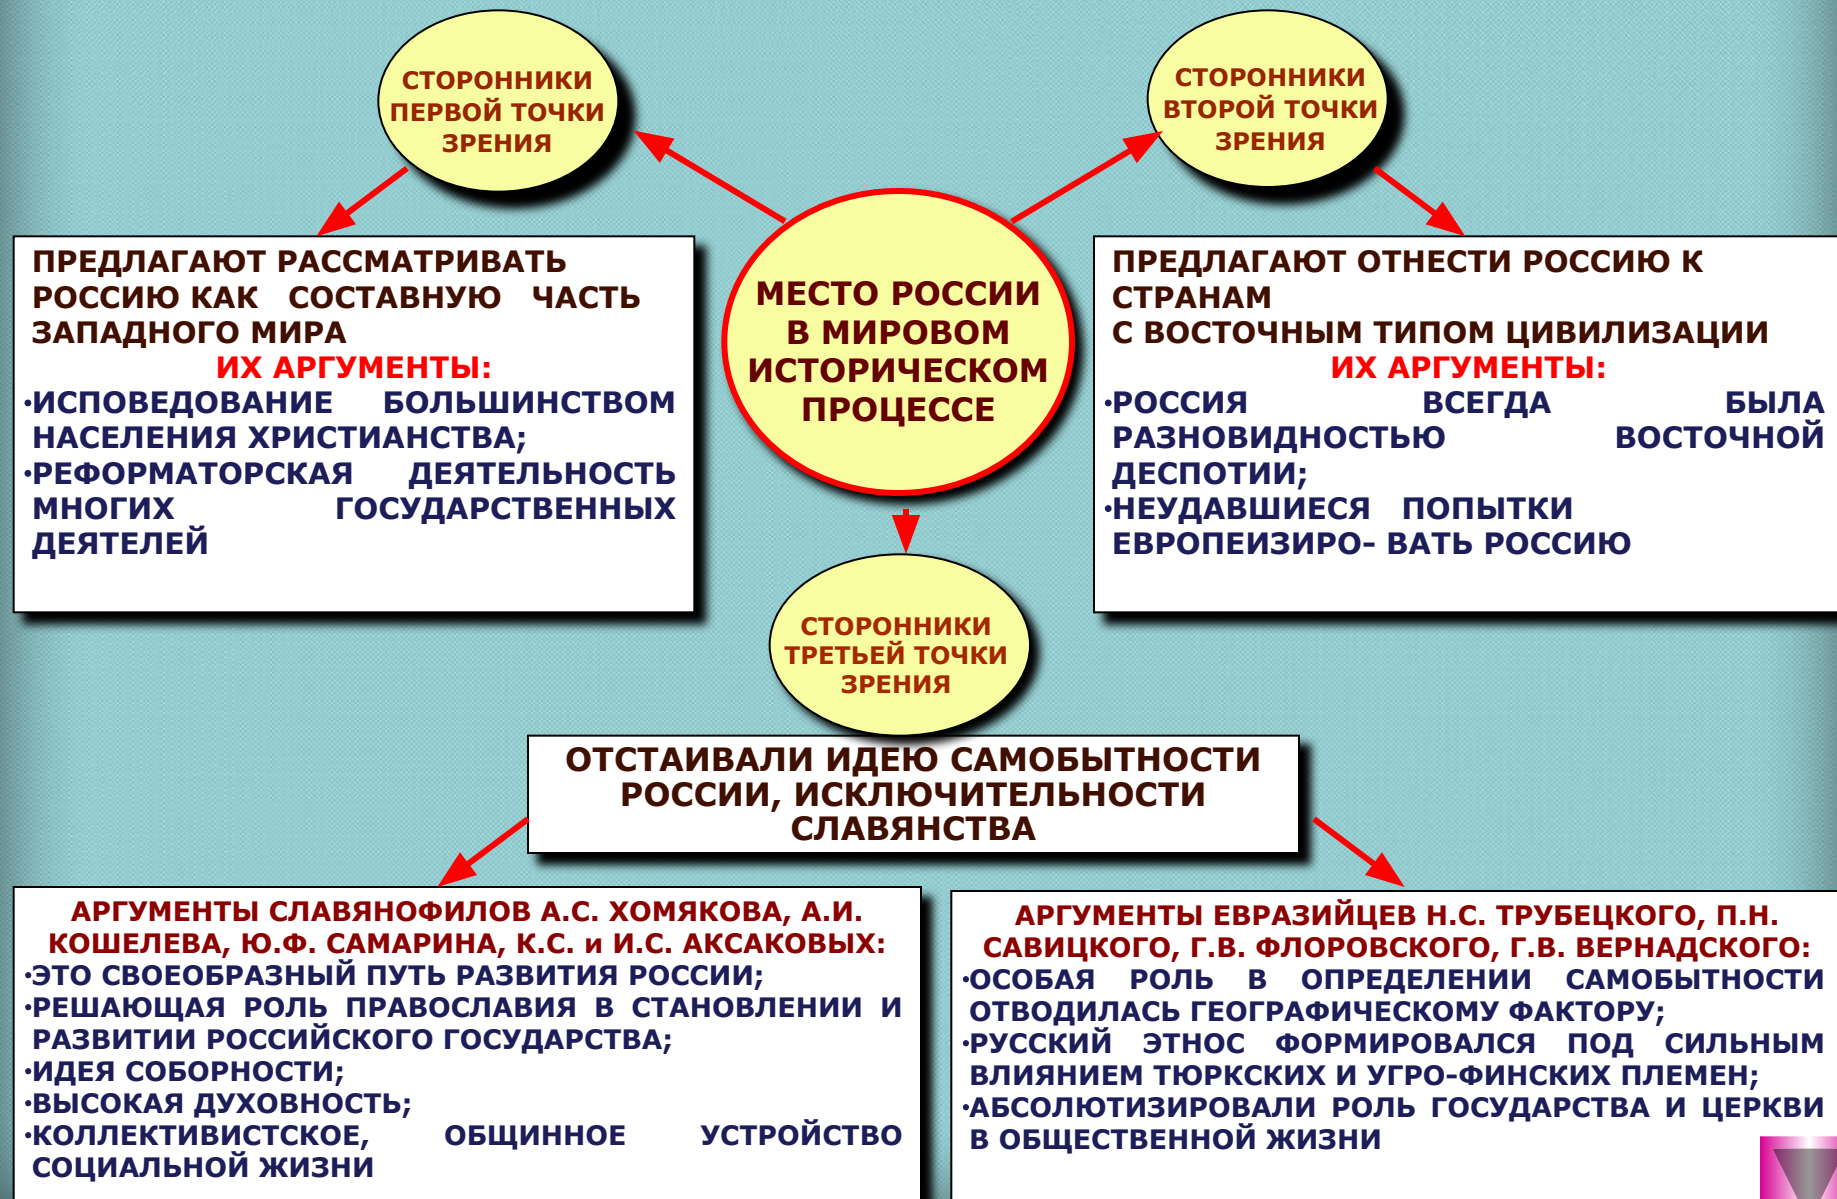 СТОРОННИКИ
ПЕРВОЙ ТОЧКИ
ЗРЕНИЯ
СТОРОННИКИ
ВТОРОЙ ТОЧКИ
ЗРЕНИЯ
МЕСТО РОССИИ
В МИРОВОМ
ИСТОРИЧЕСКОМ
ПРОЦЕССЕ
ПРЕДЛАГАЮТ РАССМАТРИВАТЬ
РОССИЮ КАК СОСТАВНУЮ ЧАСТЬ
ЗАПАДНОГО МИРА
ИХ АРГУМЕНТЫ:
•ИСПОВЕДОВАНИЕ БОЛЬШИНСТВОМ
НАСЕЛЕНИЯ ХРИСТИАНСТВА;
•РЕФОРМАТОРСКАЯ ДЕЯТЕЛЬНОСТЬ
МНОГИХ ГОСУДАРСТВЕННЫХ
ДЕЯТЕЛЕЙ
ПРЕДЛАГАЮТ ОТНЕСТИ РОССИЮ К
СТРАНАМ
С ВОСТОЧНЫМ ТИПОМ ЦИВИЛИЗАЦИИ
ИХ АРГУМЕНТЫ:
•РОССИЯ ВСЕГДА БЫЛА
РАЗНОВИДНОСТЬЮ ВОСТОЧНОЙ
ДЕСПОТИИ;
•НЕУДАВШИЕСЯ ПОПЫТКИ
ЕВРОПЕИЗИРО- ВАТЬ РОССИЮ
СТОРОННИКИ
ТРЕТЬЕЙ ТОЧКИ
ЗРЕНИЯ
ОТСТАИВАЛИ ИДЕЮ САМОБЫТНОСТИ
РОССИИ, ИСКЛЮЧИТЕЛЬНОСТИ
СЛАВЯНСТВА
АРГУМЕНТЫ СЛАВЯНОФИЛОВ А.С. ХОМЯКОВА, А.И.
КОШЕЛЕВА, Ю.Ф. САМАРИНА, К.С. и И.С. АКСАКОВЫХ:
•ЭТО СВОЕОБРАЗНЫЙ ПУТЬ РАЗВИТИЯ РОССИИ;
•РЕШАЮЩАЯ РОЛЬ ПРАВОСЛАВИЯ В СТАНОВЛЕНИИ И
РАЗВИТИИ РОССИЙСКОГО ГОСУДАРСТВА;
•ИДЕЯ СОБОРНОСТИ;
•ВЫСОКАЯ ДУХОВНОСТЬ;
•КОЛЛЕКТИВИСТСКОЕ, ОБЩИННОЕ УСТРОЙСТВО
СОЦИАЛЬНОЙ ЖИЗНИ
АРГУМЕНТЫ ЕВРАЗИЙЦЕВ Н.С. ТРУБЕЦКОГО, П.Н.
САВИЦКОГО, Г.В. ФЛОРОВСКОГО, Г.В. ВЕРНАДСКОГО:
•ОСОБАЯ РОЛЬ В ОПРЕДЕЛЕНИИ САМОБЫТНОСТИ
ОТВОДИЛАСЬ ГЕОГРАФИЧЕСКОМУ ФАКТОРУ;
•РУССКИЙ ЭТНОС ФОРМИРОВАЛСЯ ПОД СИЛЬНЫМ
ВЛИЯНИЕМ ТЮРКСКИХ И УГРО-ФИНСКИХ ПЛЕМЕН;
•АБСОЛЮТИЗИРОВАЛИ РОЛЬ ГОСУДАРСТВА И ЦЕРКВИ
В ОБЩЕСТВЕННОЙ ЖИЗНИ